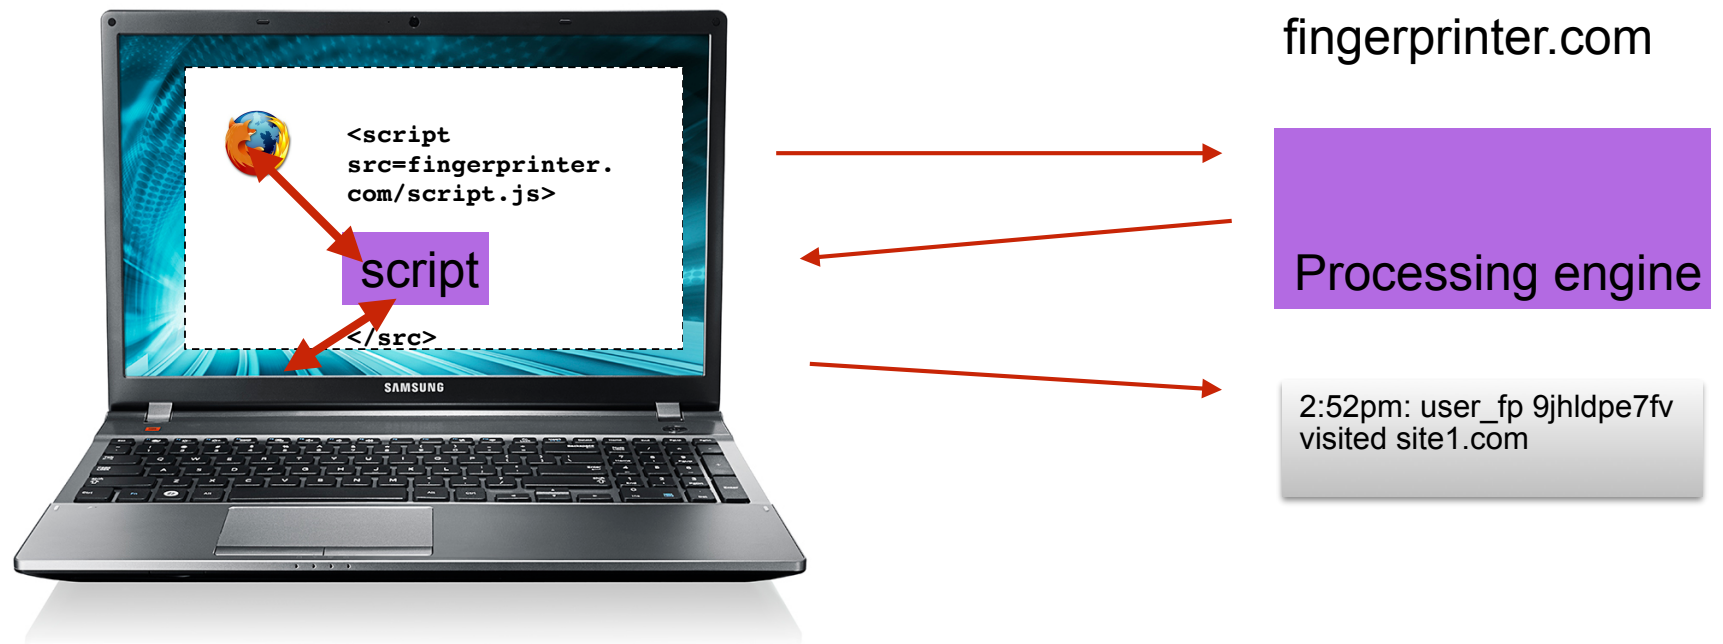 fingerprinter.com
<script
src=fingerprinter.
com/script.js>
script
</src>
SAMSUNG
Processing engine
2:52pm: user_fp 9jhldpe7fv
visited site1.com